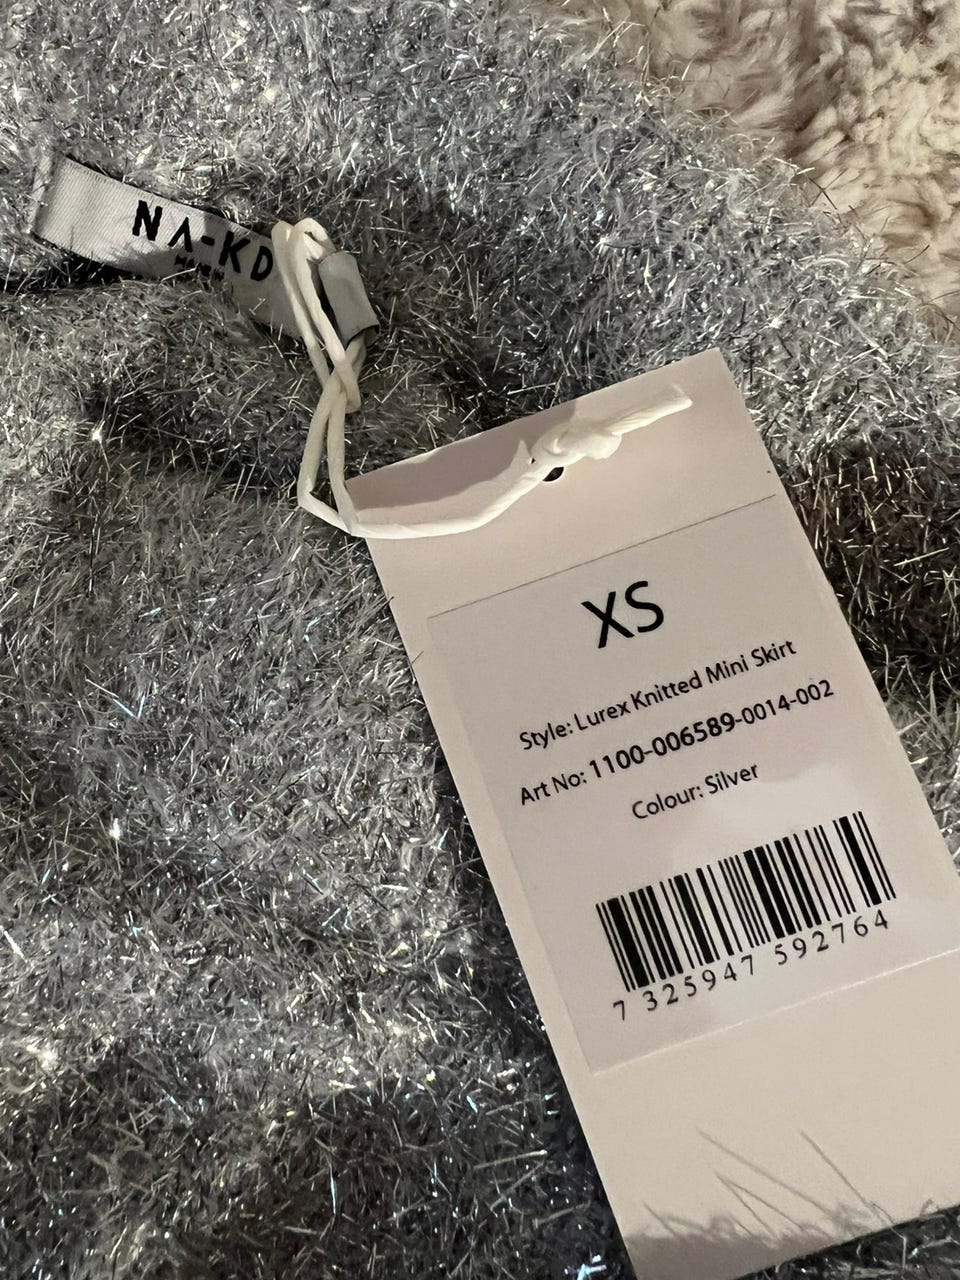 NA-KD
XS
Style: Lurex Knitted Mini Skirt
Art No: 1100-006589-0014-002
Colour: Silver
7 325947 592764